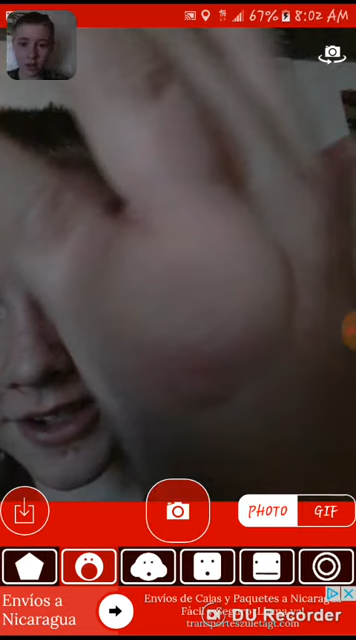 67% 8:02 AM
PHOTO GIF
Envíos a
Nicaragua
Envíos de Cajas y Paquetes a Nicaragua.
DU Recorder
transporteszuletagt.com